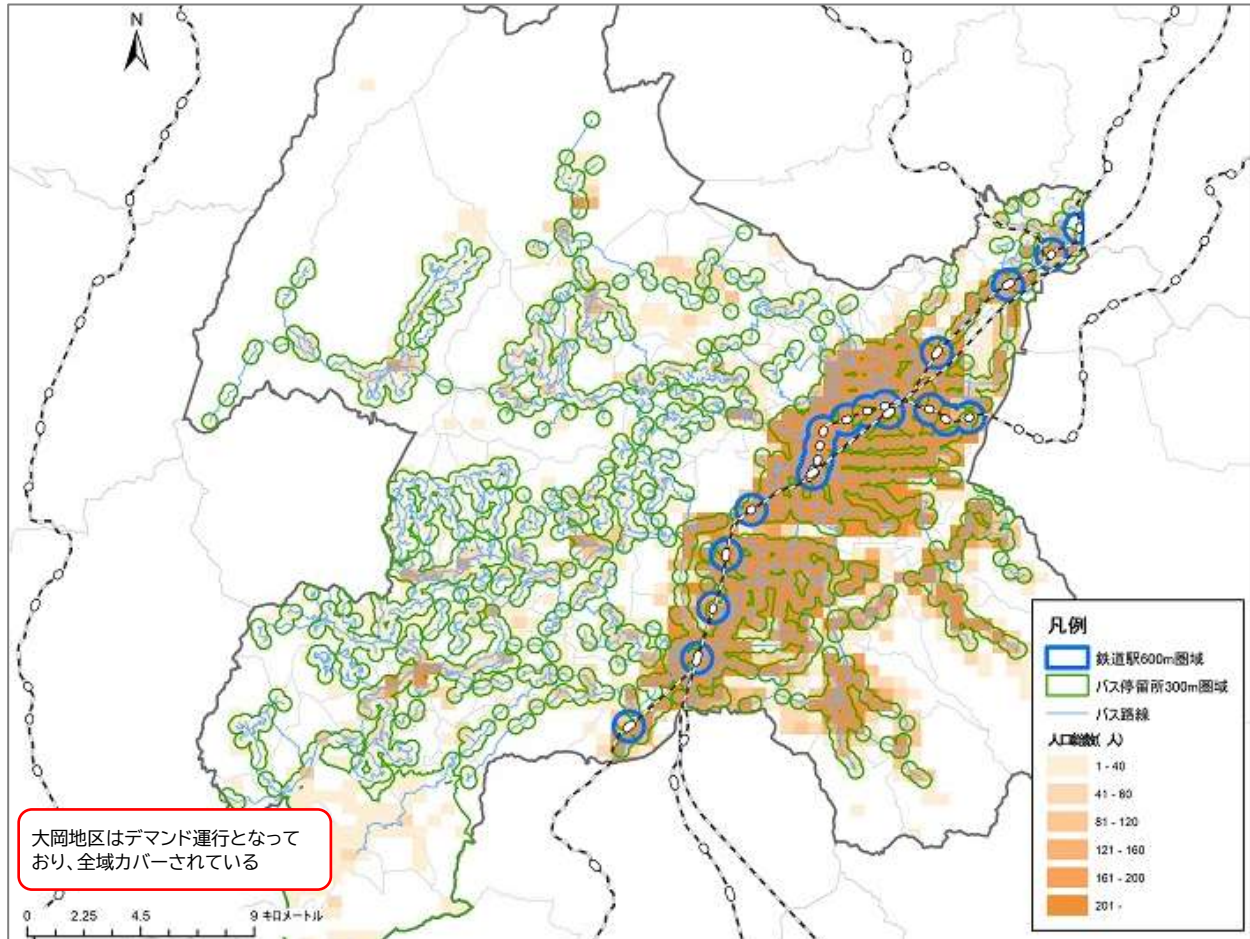 N
凡例
鉄道駅600m圏域
バス停留所300m圏域
バス路線
人口総数( 人)
1 - 40
41 - 80
81 - 120
121 - 160
161 - 200
201 -
大岡地区はデマンド運行となって
おり、全域カバーされている
0 2.25 4.5 9 キロメートル